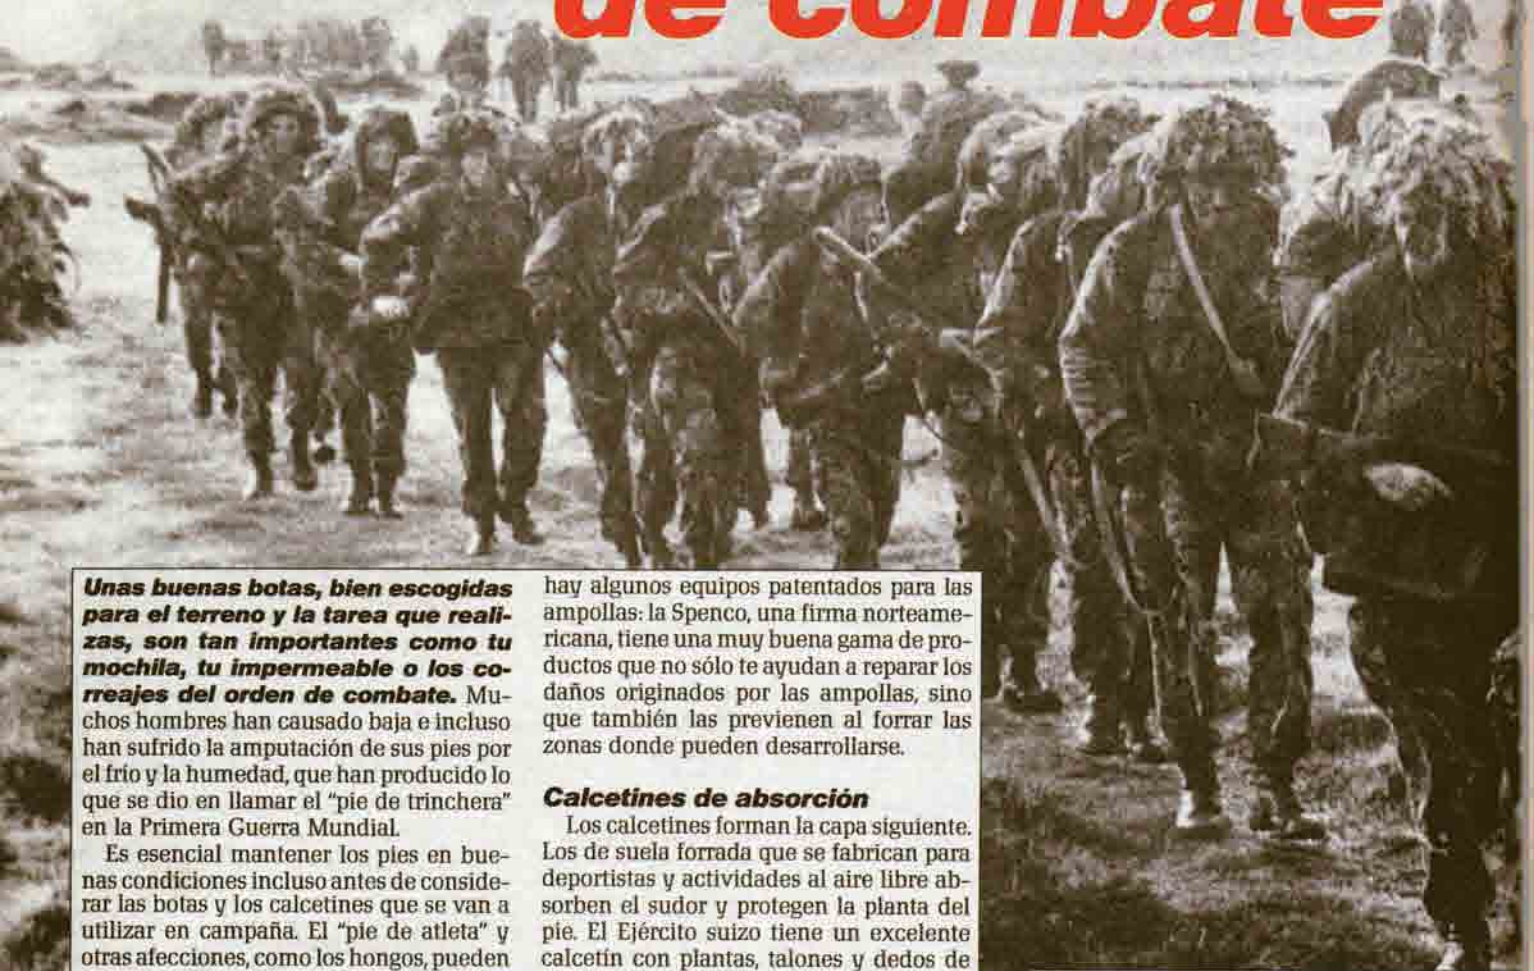 de combate
Unas buenas botas, bien escogidas
para el terreno y la tarea que reali-
zas, son tan importantes como tu
mochila, tu impermeable o los co-
rreajes del orden de combate. Mu-
chos hombres han causado baja e incluso
han sufrido la amputación de sus pies por
el frío y la humedad, que han producido lo
que se dio en llamar el "pie de trinchera"
en la Primera Guerra Mundial.
Es esencial mantener los pies en bue-
nas condiciones incluso antes de conside-
rar las botas y los calcetines que se van a
utilizar en campaña. El "pie de atleta" y
otras afecciones, como los hongos, pueden
hay algunos equipos patentados para las
ampollas: la Spenco, una firma norteame-
ricana, tiene una muy buena gama de pro-
ductos que no sólo te ayudan a reparar los
daños originados por las ampollas, sino
que también las previenen al forrar las
zonas donde pueden desarrollarse.
Calcetines de absorción
Los calcetines forman la capa siguiente.
Los de suela forrada que se fabrican para
deportistas y actividades al aire libre ab-
sorben el sudor y protegen la planta del
pie. El Ejército suizo tiene un excelente
calcetín con plantas, talones y dedos de